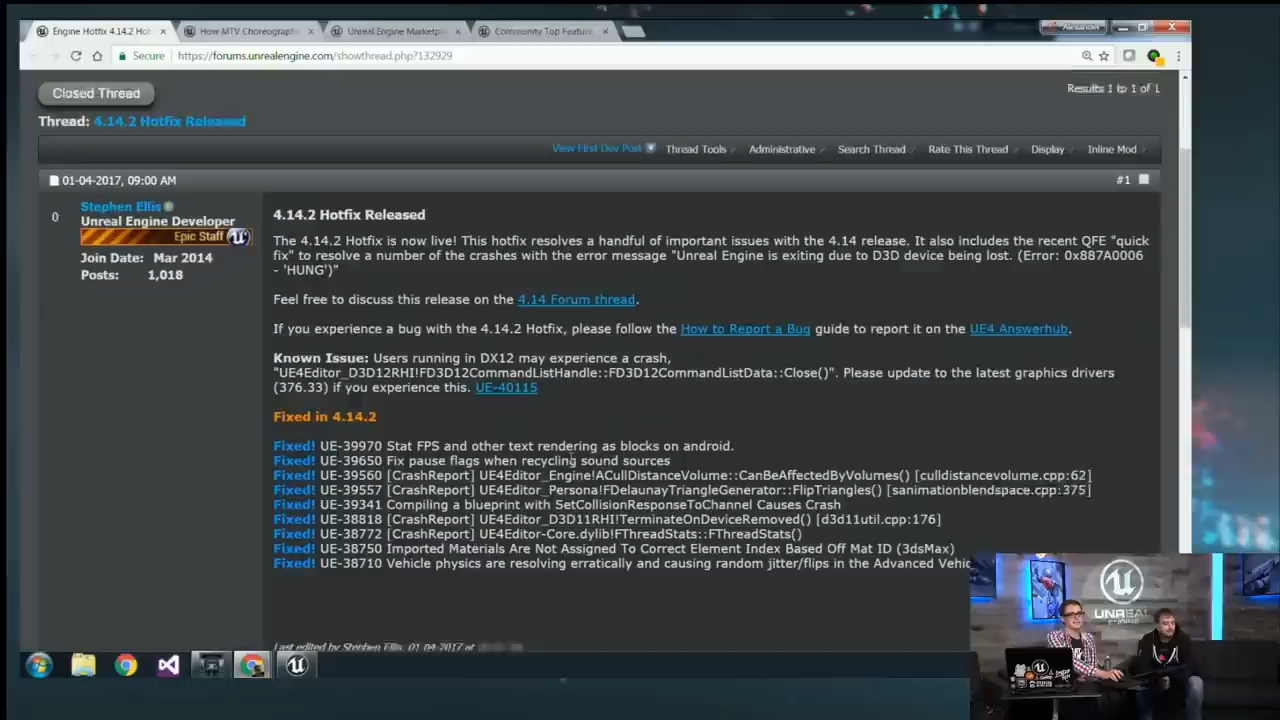 Engine Hotfix 4.14.2 Hot
How MTV Choreograph
Unreal Engine Marketp
Community Top Feature
Secure
https://forums.unrealengine.com/showthread.php?132929
Closed Thread
Results 1 to 1 of 1
Thread: 4.14.2 Hotfix Released
View First Dev Post
Thread Tools
Administrative
Search Thread
Rate This Thread
Display
Inline Mod
01-04-2017, 09:00 AM
#1
0
Stephen Ellis
Unreal Engine Developer
Epic Staff
Join Date: Mar 2014
Posts: 1,018
4.14.2 Hotfix Released
The 4.14.2 Hotfix is now live! This hotfix resolves a handful of important issues with the 4.14 release. It also includes the recent QFE "quick
fix" to resolve a number of the crashes with the error message "Unreal Engine is exiting due to D3D device being lost. (Error: 0x887A0006
- 'HUNG')"
Feel free to discuss this release on the 4.14 Forum thread.
If you experience a bug with the 4.14.2 Hotfix, please follow the How to Report a Bug guide to report it on the UE4 Answerhub.
Known Issue: Users running in DX12 may experience a crash,
"UE4Editor_D3D12RHI!FD3D12CommandListHandle::FD3D12CommandListData::Close()". Please update to the latest graphics drivers
(376.33) if you experience this. UE-40115
Fixed in 4.14.2
Fixed! UE-39970 Stat FPS and other text rendering as blocks on android.
Fixed! UE-39650 Fix pause flags when recycling sound sources
Fixed! UE-39560 [CrashReport] UE4Editor_Engine!ACullDistanceVolume::CanBeAffectedByVolumes() [culldistancevolume.cpp:62]
Fixed! UE-39557 [CrashReport] UE4Editor_Persona!FDelaunayTriangleGenerator::FlipTriangles() [sanimationblendspace.cpp:375]
Fixed! UE-39341 Compiling a blueprint with SetCollisionResponseToChannel Causes Crash
Fixed! UE-38818 [CrashReport] UE4Editor_D3D11RHI!TerminateOnDeviceRemoved() [d3d11util.cpp:176]
Fixed! UE-38772 [CrashReport] UE4Editor-Core.dylib!FThreadStats::FThreadStats()
Fixed! UE-38750 Imported Materials Are Not Assigned To Correct Element Index Based Off Mat ID (3dsMax)
Fixed! UE-38710 Vehicle physics are resolving erratically and causing random jitter/flips in the Advanced Vehic
Last edited by Stephen Ellis; 01-04-2017 at
UNREAL
ENGINE